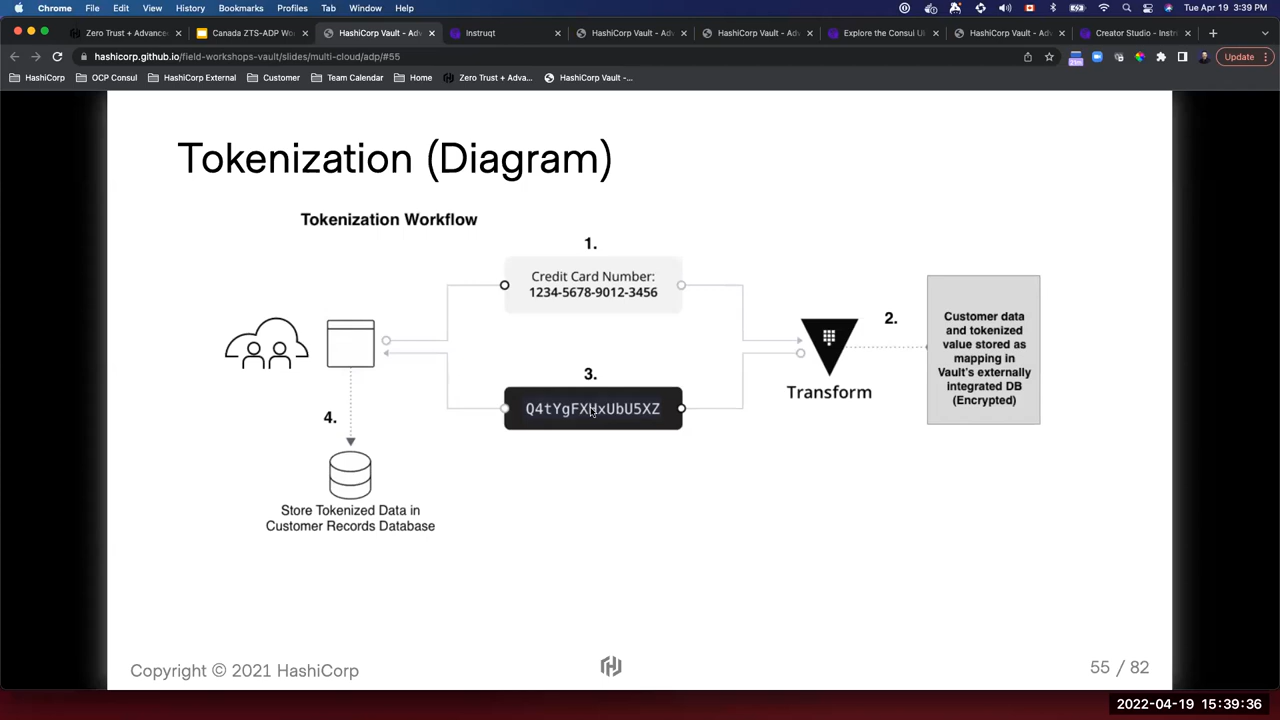 Chrome File Edit View History Bookmarks Profiles Tab Window Help Tue Apr 19 3:39 PM
Zero Trust + Advance
Canada ZTS-ADP Wo
HashiCorp Vault - Adv
Instruqt
HashiCorp Vault - Adv
HashiCorp Vault - Adv
Explore the Consul UI
HashiCorp Vault - Adv
Creator Studio - Instr
hashicorp.github.io/field-workshops-vault/slides/multi-cloud/adp/#55
Update
HashiCorp OCP Consul HashiCorp External Customer Team Calendar Home Zero Trust + Adva... HashiCorp Vault -...
Tokenization (Diagram)
Tokenization Workflow
1.
Credit Card Number:
1234-5678-9012-3456
2.
Customer data
and tokenized
value stored as
mapping in
Vault's externally
integrated DB
(Encrypted)
Transform
3.
Q4tYgFXHxUbU5XZ
4.
Store Tokenized Data in
Customer Records Database
Copyright © 2021 HashiCorp
55 / 82
2022-04-19 15:39:36